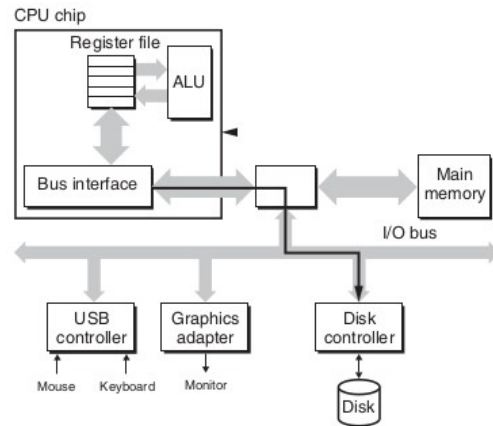 CPU chip
Register file
ALU
Bus interface
Main
memory
I/O bus
USB
controller
Graphics
adapter
Disk
controller
Mouse
Keyboard
Monitor
Disk